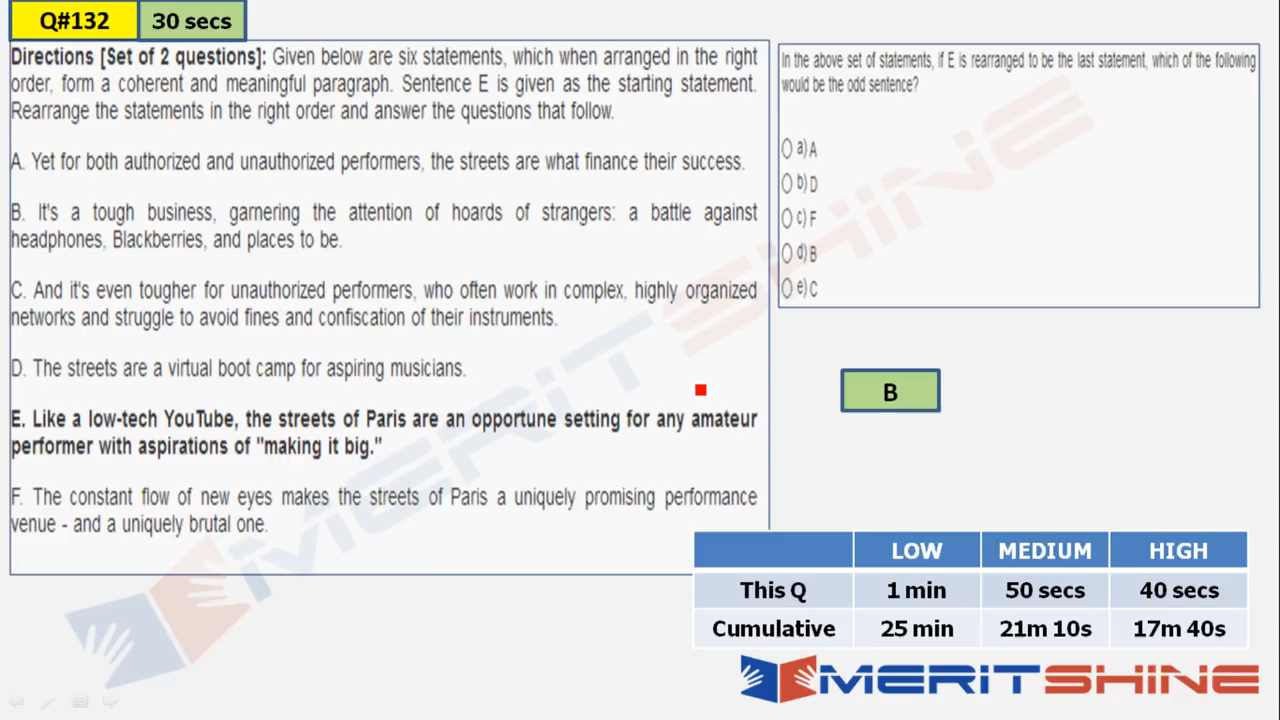 Q#132
30 secs
Directions [Set of 2 questions]: Given below are six statements, which when arranged in the right
order, form a coherent and meaningful paragraph. Sentence E is given as the starting statement.
Rearrange the statements in the right order and answer the questions that follow.
A. Yet for both authorized and unauthorized performers, the streets are what finance their success.
B. It's a tough business, garnering the attention of hoards of strangers: a battle against
headphones, Blackberries, and places to be.
C. And it's even tougher for unauthorized performers, who often work in complex, highly organized
networks and struggle to avoid fines and confiscation of their instruments.
D. The streets are a virtual boot camp for aspiring musicians.
E. Like a low-tech YouTube, the streets of Paris are an opportune setting for any amateur
performer with aspirations of "making it big."
F. The constant flow of new eyes makes the streets of Paris a uniquely promising performance
venue - and a uniquely brutal one.
In the above set of statements, if E is rearranged to be the last statement, which of the following
would be the odd sentence?
a) A
b) D
c) F
d) B
e) C
B
LOW MEDIUM HIGH
This Q 1 min 50 secs 40 secs
Cumulative 25 min 21m 10s 17m 40s
MERITSHINE
MERITSHINE